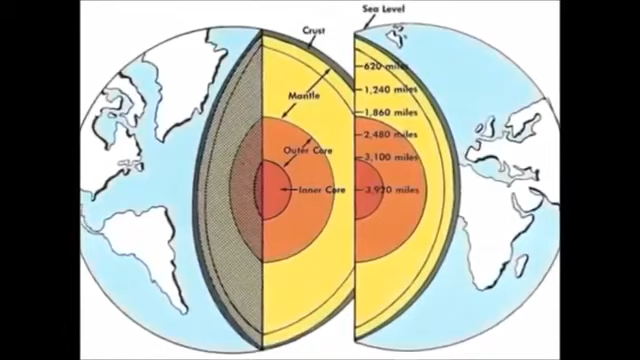 Sea Level
Crust
620 miles
1,240 miles
Mantle
1,860 miles
2,480 miles
Outer Core
3,100 miles
Inner Core
3,920 miles